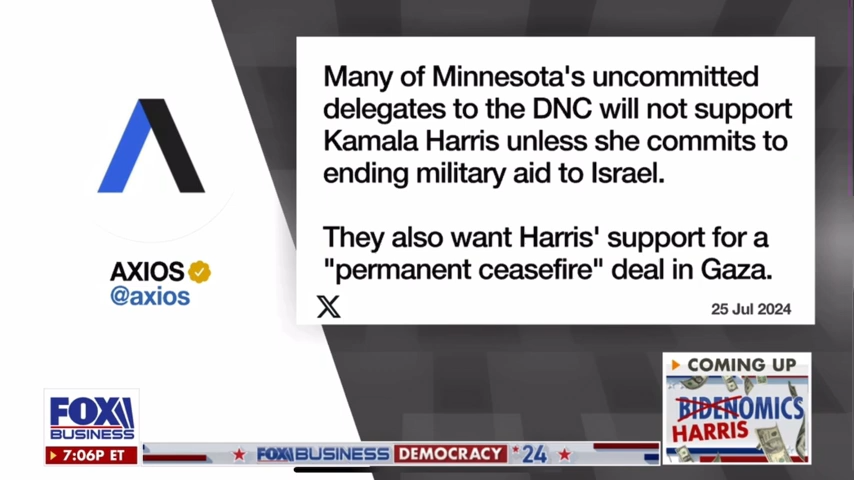 Many of Minnesota's uncommitted
delegates to the DNC will not support
Kamala Harris unless she commits to
ending military aid to Israel.
They also want Harris' support for a
"permanent ceasefire" deal in Gaza.
25 Jul 2024
AXIOS
@axios
COMING UP
BIDENOMICS
HARRIS
FOX
BUSINESS
7:06P ET
FOX BUSINESS DEMOCRACY '24